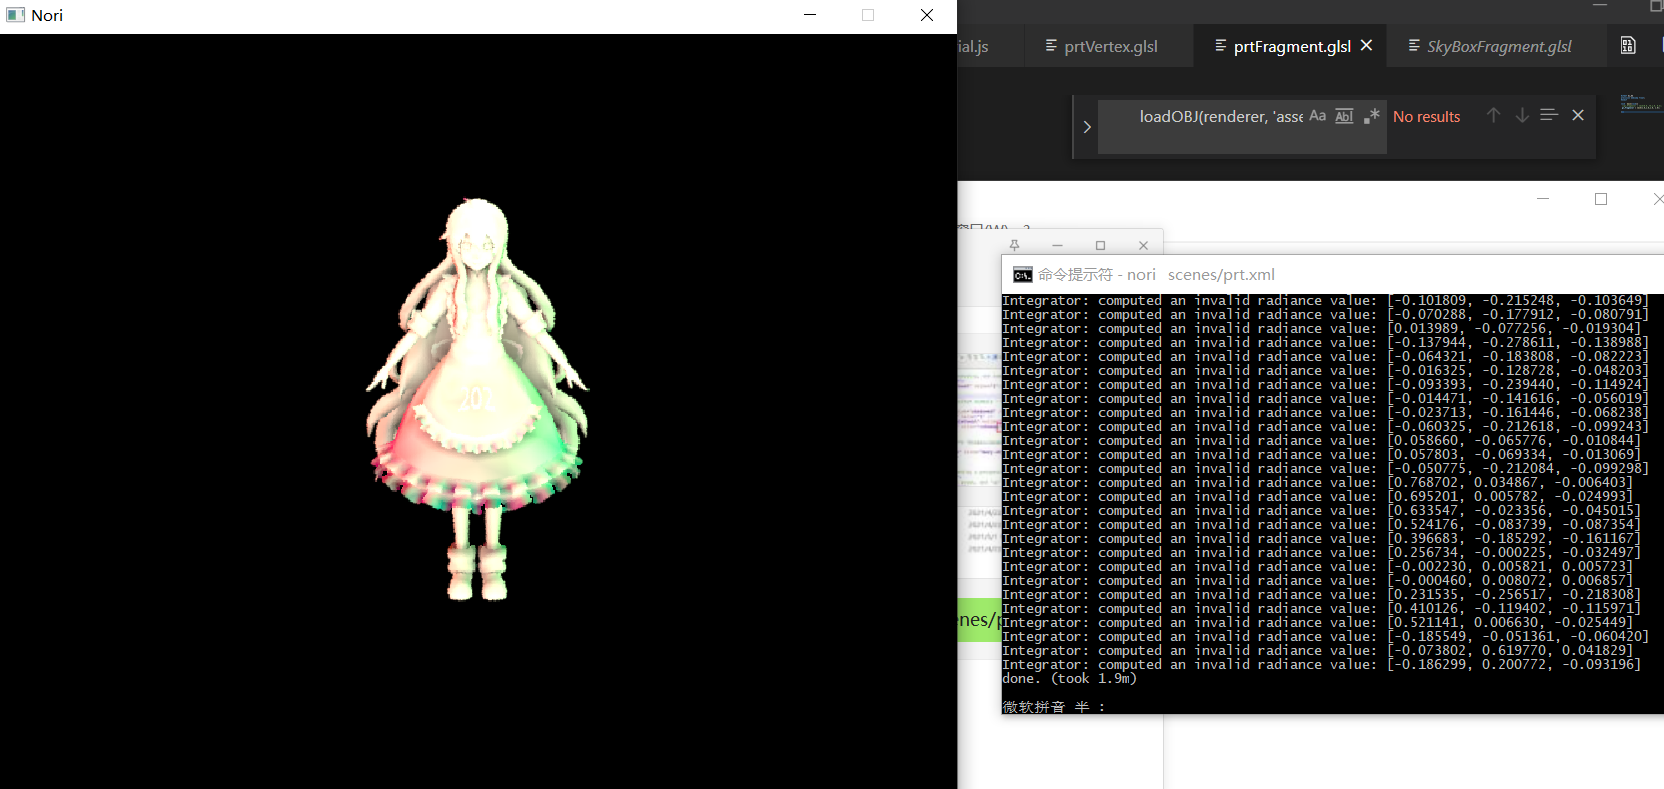 Nori
ial.js
prtVertex.glsl
prtFragment.glsl
SkyBoxFragment.glsl
loadOBJ(renderer, 'asse
Aa
Abl
No results
202
命令提示符 - nori scenes/prt.xml
Integrator: computed an invalid radiance value: [-0.101809, -0.215248, -0.103649]
Integrator: computed an invalid radiance value: [-0.070288, -0.177912, -0.080791]
Integrator: computed an invalid radiance value: [0.013989, -0.077256, -0.019304]
Integrator: computed an invalid radiance value: [-0.137944, -0.278611, -0.138988]
Integrator: computed an invalid radiance value: [-0.064321, -0.183808, -0.082223]
Integrator: computed an invalid radiance value: [-0.016325, -0.128728, -0.048203]
Integrator: computed an invalid radiance value: [-0.093393, -0.239440, -0.114924]
Integrator: computed an invalid radiance value: [-0.014471, -0.141616, -0.056019]
Integrator: computed an invalid radiance value: [-0.023713, -0.161446, -0.068238]
Integrator: computed an invalid radiance value: [-0.060325, -0.212618, -0.099243]
Integrator: computed an invalid radiance value: [0.058660, -0.065776, -0.010844]
Integrator: computed an invalid radiance value: [0.057803, -0.069334, -0.013069]
Integrator: computed an invalid radiance value: [-0.050775, -0.212084, -0.099298]
Integrator: computed an invalid radiance value: [0.768702, 0.034867, -0.006403]
Integrator: computed an invalid radiance value: [0.695201, 0.005782, -0.024993]
Integrator: computed an invalid radiance value: [0.633547, -0.023356, -0.045015]
Integrator: computed an invalid radiance value: [0.524176, -0.083739, -0.087354]
Integrator: computed an invalid radiance value: [0.396683, -0.185292, -0.161167]
Integrator: computed an invalid radiance value: [0.256734, -0.000225, -0.032497]
Integrator: computed an invalid radiance value: [-0.002230, 0.005821, 0.005723]
Integrator: computed an invalid radiance value: [-0.000460, 0.008072, 0.006857]
Integrator: computed an invalid radiance value: [0.231535, -0.256517, -0.218308]
Integrator: computed an invalid radiance value: [0.410126, -0.119402, -0.115971]
Integrator: computed an invalid radiance value: [0.521141, 0.006630, -0.025449]
Integrator: computed an invalid radiance value: [-0.185549, -0.051361, -0.060420]
Integrator: computed an invalid radiance value: [-0.073802, 0.619770, 0.041829]
Integrator: computed an invalid radiance value: [-0.186299, 0.200772, -0.093196]
done. (took 1.9m)
微软拼音 半 :
enes/p